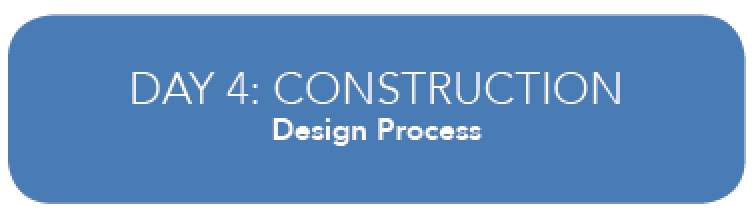 DAY 4: CONSTRUCTION
Design Process